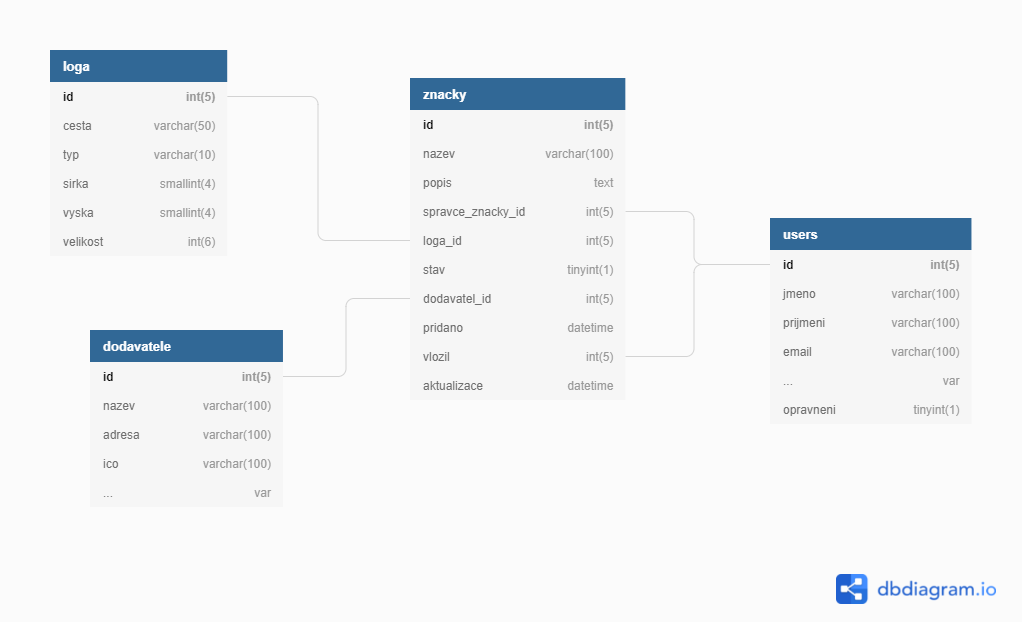 loga
id int(5)
cesta varchar(50)
typ varchar(10)
sirka smallint(4)
vyska smallint(4)
velikost int(6)
znacky
id int(5)
nazev varchar(100)
popis text
spravce_znacky_id int(5)
loga_id int(5)
stav tinyint(1)
dodavatel_id int(5)
pridano datetime
vlozil int(5)
aktualizace datetime
users
id int(5)
jmeno varchar(100)
prijmeni varchar(100)
email varchar(100)
... var
opravneni tinyint(1)
dodavatele
id int(5)
nazev varchar(100)
adresa varchar(100)
ico varchar(100)
... var
dbdiagram.io